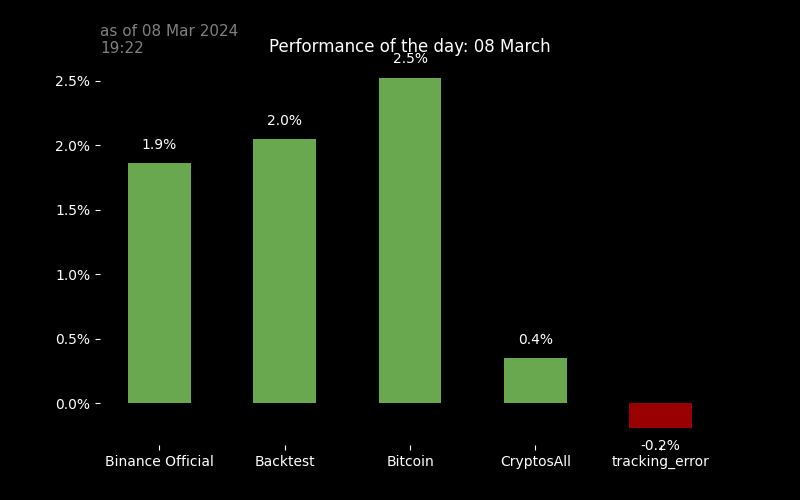 as of 08 Mar 2024
19:22
Performance of the day: 08 March
2.5%
2.5%
2.0%
1.9%
2.0%
1.5%
1.0%
0.5%
0.4%
0.0%
-0.2%
Binance Official
Backtest
Bitcoin
CryptosAll
tracking_error